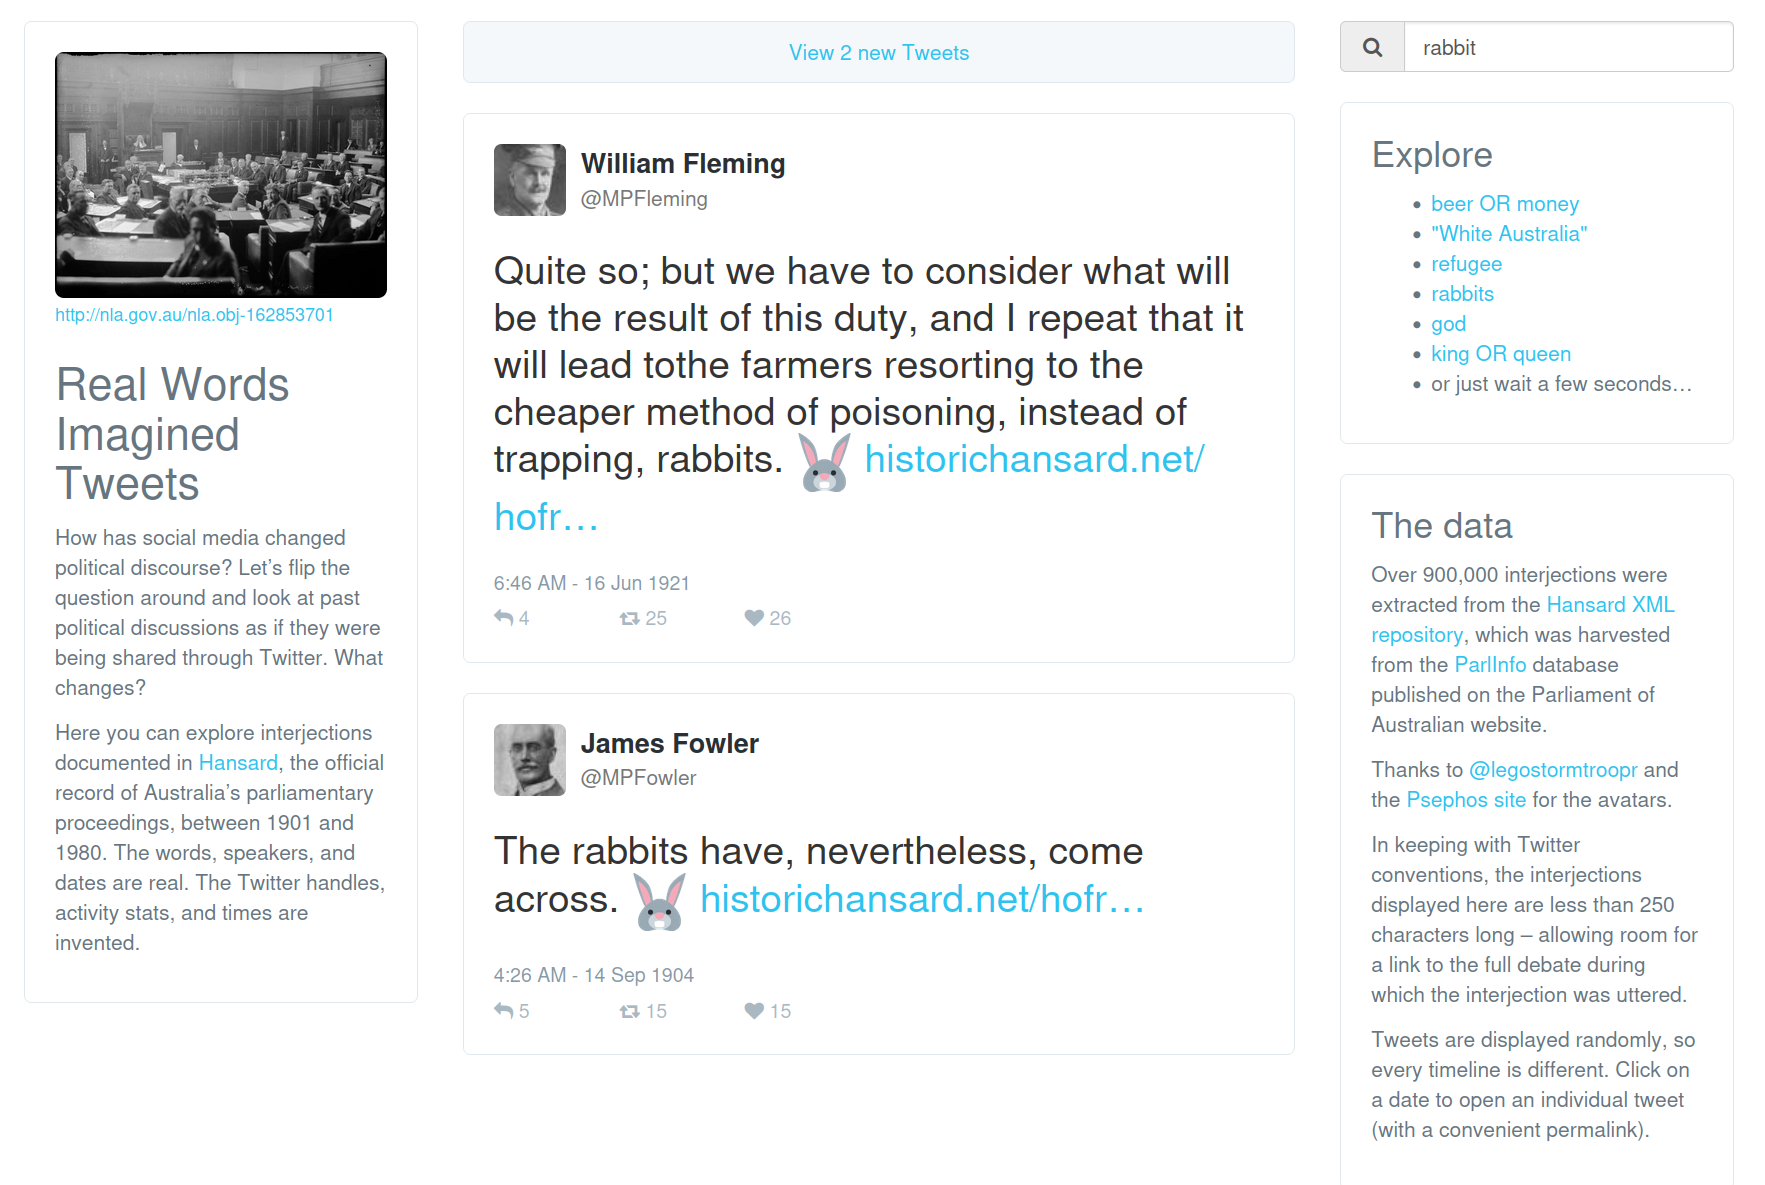 http://nla.gov.au/nla.obj-162853701
Real Words
Imagined
Tweets
How has social media changed
political discourse? Let’s flip the
question around and look at past
political discussions as if they were
being shared through Twitter. What
changes?
Here you can explore interjections
documented in Hansard, the official
record of Australia’s parliamentary
proceedings, between 1901 and
1980. The words, speakers, and
dates are real. The Twitter handles,
activity stats, and times are
invented.
View 2 new Tweets
William Fleming
@MPFleming
Quite so; but we have to consider what will
be the result of this duty, and I repeat that it
will lead tothe farmers resorting to the
cheaper method of poisoning, instead of
trapping, rabbits. historichansard.net/
hofr…
6:46 AM - 16 Jun 1921
4 25 26
James Fowler
@MPFowler
The rabbits have, nevertheless, come
across. historichansard.net/hofr…
4:26 AM - 14 Sep 1904
5 15 15
rabbit
Explore
• beer OR money
• "White Australia"
• refugee
• rabbits
• god
• king OR queen
• or just wait a few seconds…
The data
Over 900,000 interjections were
extracted from the Hansard XML
repository, which was harvested
from the ParlInfo database
published on the Parliament of
Australian website.
Thanks to @legostormtroopr and
the Psephos site for the avatars.
In keeping with Twitter
conventions, the interjections
displayed here are less than 250
characters long – allowing room for
a link to the full debate during
which the interjection was uttered.
Tweets are displayed randomly, so
every timeline is different. Click on
a date to open an individual tweet
(with a convenient permalink).